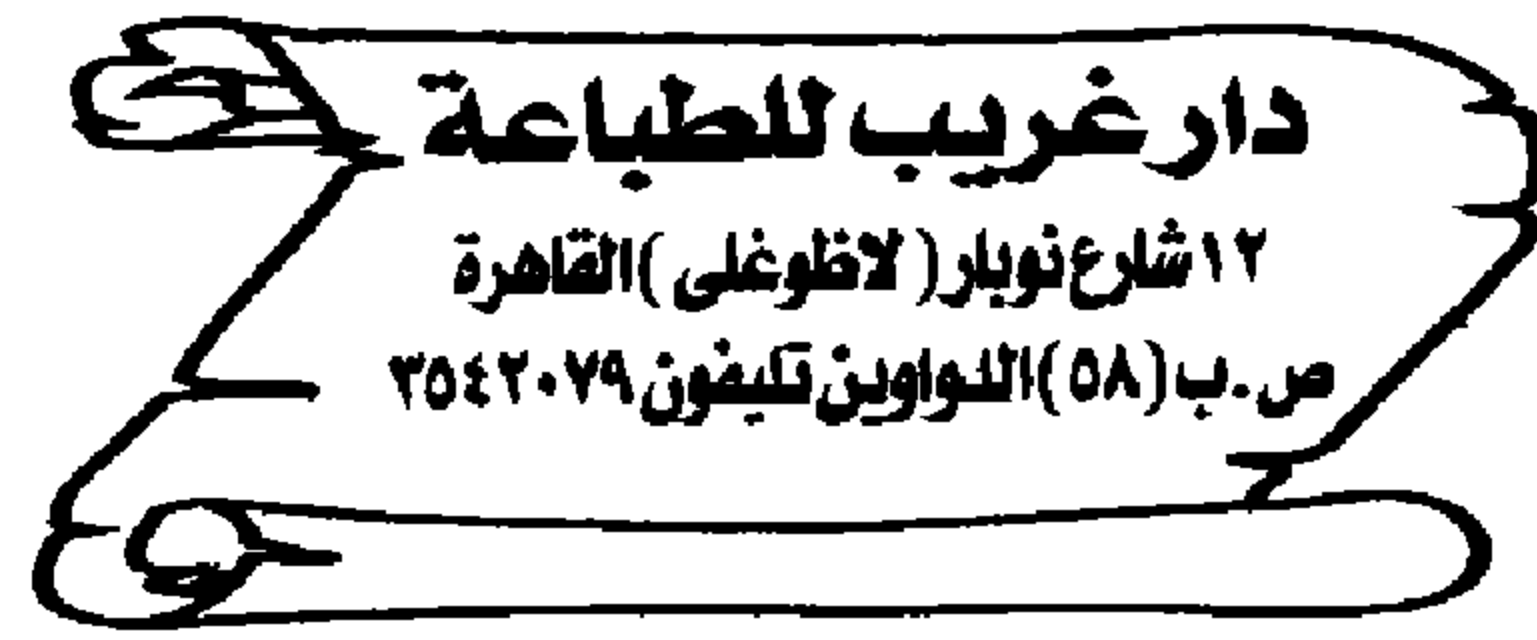 دار غريب للطباعة
١٢ شارع نوبار ( لاظوغلى ) القاهرة
ص . ب ( ٥٨ ) الدواوين تليفون ٣٥٤٢٠٧٩